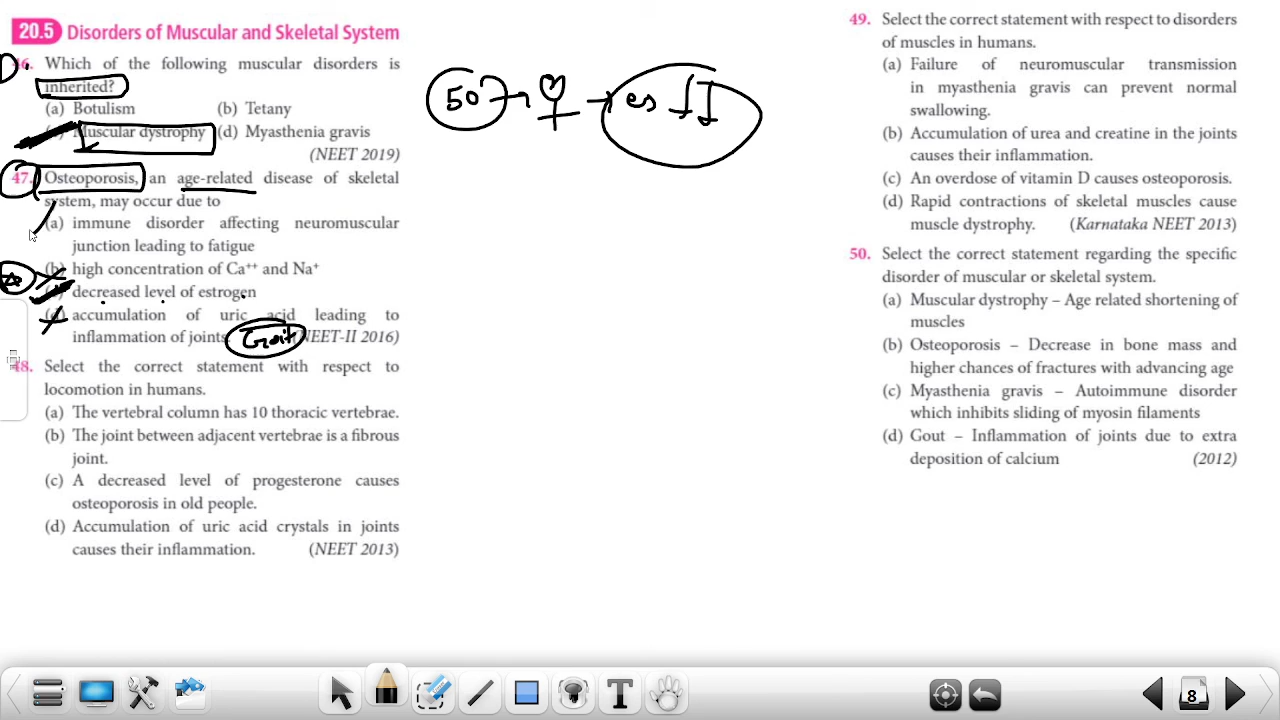 20.5 Disorders of Muscular and Skeletal System
46. Which of the following muscular disorders is
inherited?
(a) Botulism (b) Tetany
Muscular dystrophy (d) Myasthenia gravis
(NEET 2019)
47. Osteoporosis, an age-related disease of skeletal
system, may occur due to
(a) immune disorder affecting neuromuscular
junction leading to fatigue
(b) high concentration of Ca⁺⁺ and Na⁺
decreased level of estrogen
(d) accumulation of uric acid leading to
inflammation of joints (NEET-II 2016)
48. Select the correct statement with respect to
locomotion in humans.
(a) The vertebral column has 10 thoracic vertebrae.
(b) The joint between adjacent vertebrae is a fibrous
joint.
(c) A decreased level of progesterone causes
osteoporosis in old people.
(d) Accumulation of uric acid crystals in joints
causes their inflammation. (NEET 2013)
50 ♀ → es
49. Select the correct statement with respect to disorders
of muscles in humans.
(a) Failure of neuromuscular transmission
in myasthenia gravis can prevent normal
swallowing.
(b) Accumulation of urea and creatine in the joints
causes their inflammation.
(c) An overdose of vitamin D causes osteoporosis.
(d) Rapid contractions of skeletal muscles cause
muscle dystrophy. (Karnataka NEET 2013)
50. Select the correct statement regarding the specific
disorder of muscular or skeletal system.
(a) Muscular dystrophy – Age related shortening of
muscles
(b) Osteoporosis – Decrease in bone mass and
higher chances of fractures with advancing age
(c) Myasthenia gravis – Autoimmune disorder
which inhibits sliding of myosin filaments
(d) Gout – Inflammation of joints due to extra
deposition of calcium (2012)
8